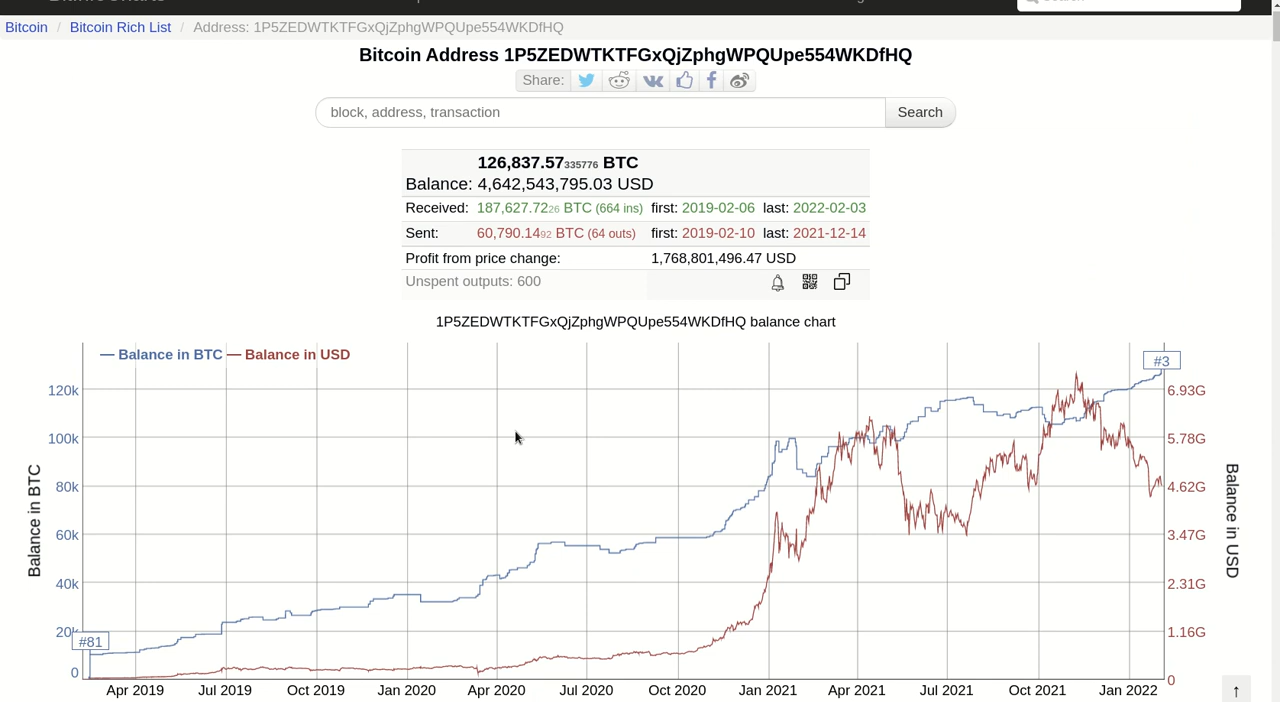 Bitcoin / Bitcoin Rich List / Address: 1P5ZEDWTKTFGxQjZphgWPQUpe554WKDfHQ
Bitcoin Address 1P5ZEDWTKTFGxQjZphgWPQUpe554WKDfHQ
Share:
block, address, transaction
Search
126,837.57335776 BTC
Balance: 4,642,543,795.03 USD
Received: 187,627.7226 BTC (664 ins) first: 2019-02-06 last: 2022-02-03
Sent: 60,790.1492 BTC (64 outs) first: 2019-02-10 last: 2021-12-14
Profit from price change: 1,768,801,496.47 USD
Unspent outputs: 600
1P5ZEDWTKTFGxQjZphgWPQUpe554WKDfHQ balance chart
Balance in BTC Balance in USD
#3
120k 6.93G
100k 5.78G
80k 4.62G
60k 3.47G
40k 2.31G
20k 1.16G
#81
0 0
Balance in BTC
Balance in USD
Apr 2019 Jul 2019 Oct 2019 Jan 2020 Apr 2020 Jul 2020 Oct 2020 Jan 2021 Apr 2021 Jul 2021 Oct 2021 Jan 2022
↑